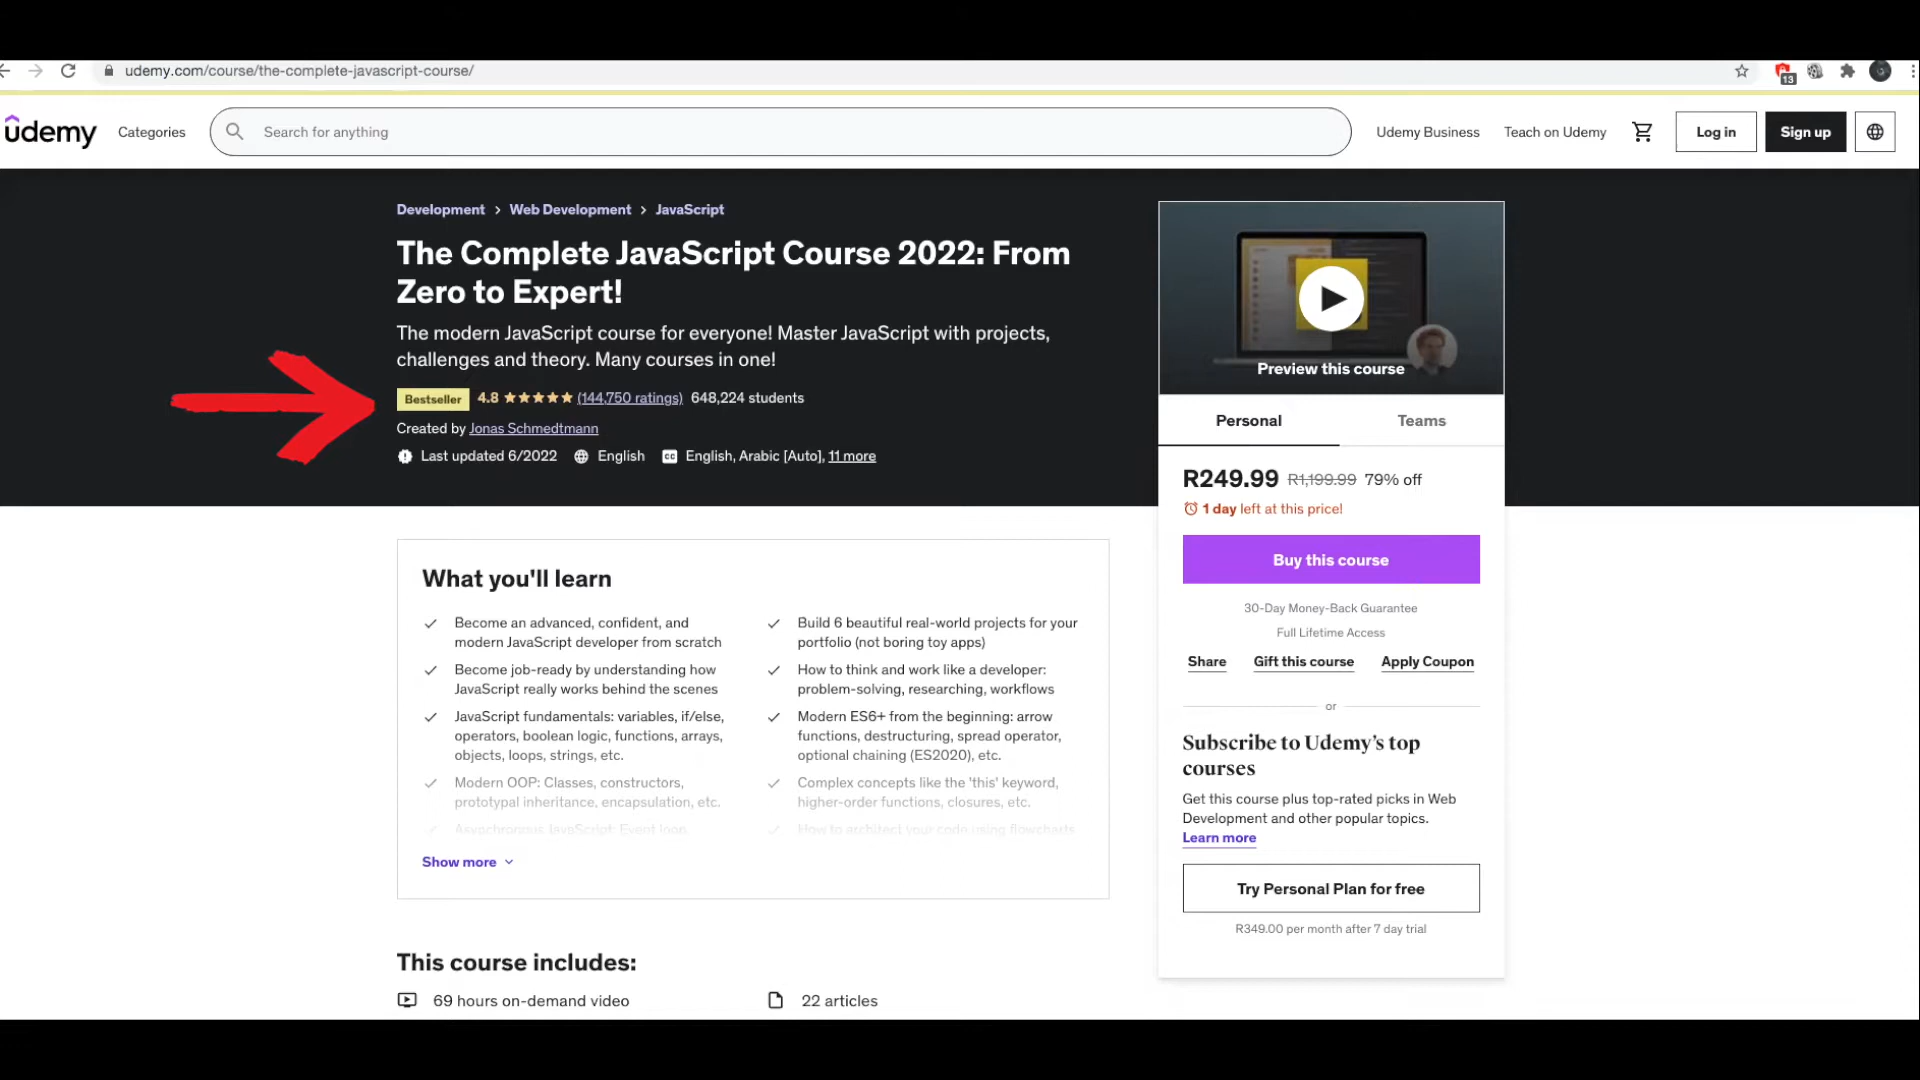 udemy.com/course/the-complete-javascript-course/
13
udemy
Categories
Search for anything
Udemy Business
Teach on Udemy
Log in
Sign up
Development > Web Development > JavaScript
The Complete JavaScript Course 2022: From
Zero to Expert!
The modern JavaScript course for everyone! Master JavaScript with projects,
challenges and theory. Many courses in one!
Bestseller 4.8 (144,750 ratings) 648,224 students
Created by Jonas Schmedtmann
Last updated 6/2022 English CC English, Arabic [Auto], 11 more
Preview this course
Personal
Teams
R249.99 R1,199.99 79% off
1 day left at this price!
Buy this course
30-Day Money-Back Guarantee
Full Lifetime Access
Share
Gift this course
Apply Coupon
or
Subscribe to Udemy's top
courses
Get this course plus top-rated picks in Web
Development and other popular topics.
Learn more
Try Personal Plan for free
R349.00 per month after 7 day trial
What you'll learn
Become an advanced, confident, and
modern JavaScript developer from scratch
Become job-ready by understanding how
JavaScript really works behind the scenes
JavaScript fundamentals: variables, if/else,
operators, boolean logic, functions, arrays,
objects, loops, strings, etc.
Modern OOP: Classes, constructors,
prototypal inheritance, encapsulation, etc.
Asynchronous JavaScript: Event loop,
Build 6 beautiful real-world projects for your
portfolio (not boring toy apps)
How to think and work like a developer:
problem-solving, researching, workflows
Modern ES6+ from the beginning: arrow
functions, destructuring, spread operator,
optional chaining (ES2020), etc.
Complex concepts like the 'this' keyword,
higher-order functions, closures, etc.
How to architect your code using flowcharts
Show more
This course includes:
69 hours on-demand video
22 articles